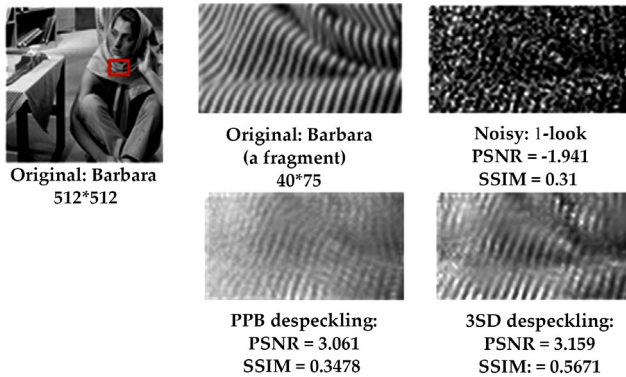 Original: Barbara
512*512
Original: Barbara
(a fragment)
40*75
Noisy: 1-look
PSNR = -1.941
SSIM = 0.31
PPB despeckling:
PSNR = 3.061
SSIM = 0.3478
3SD despeckling:
PSNR = 3.159
SSIM: = 0.5671